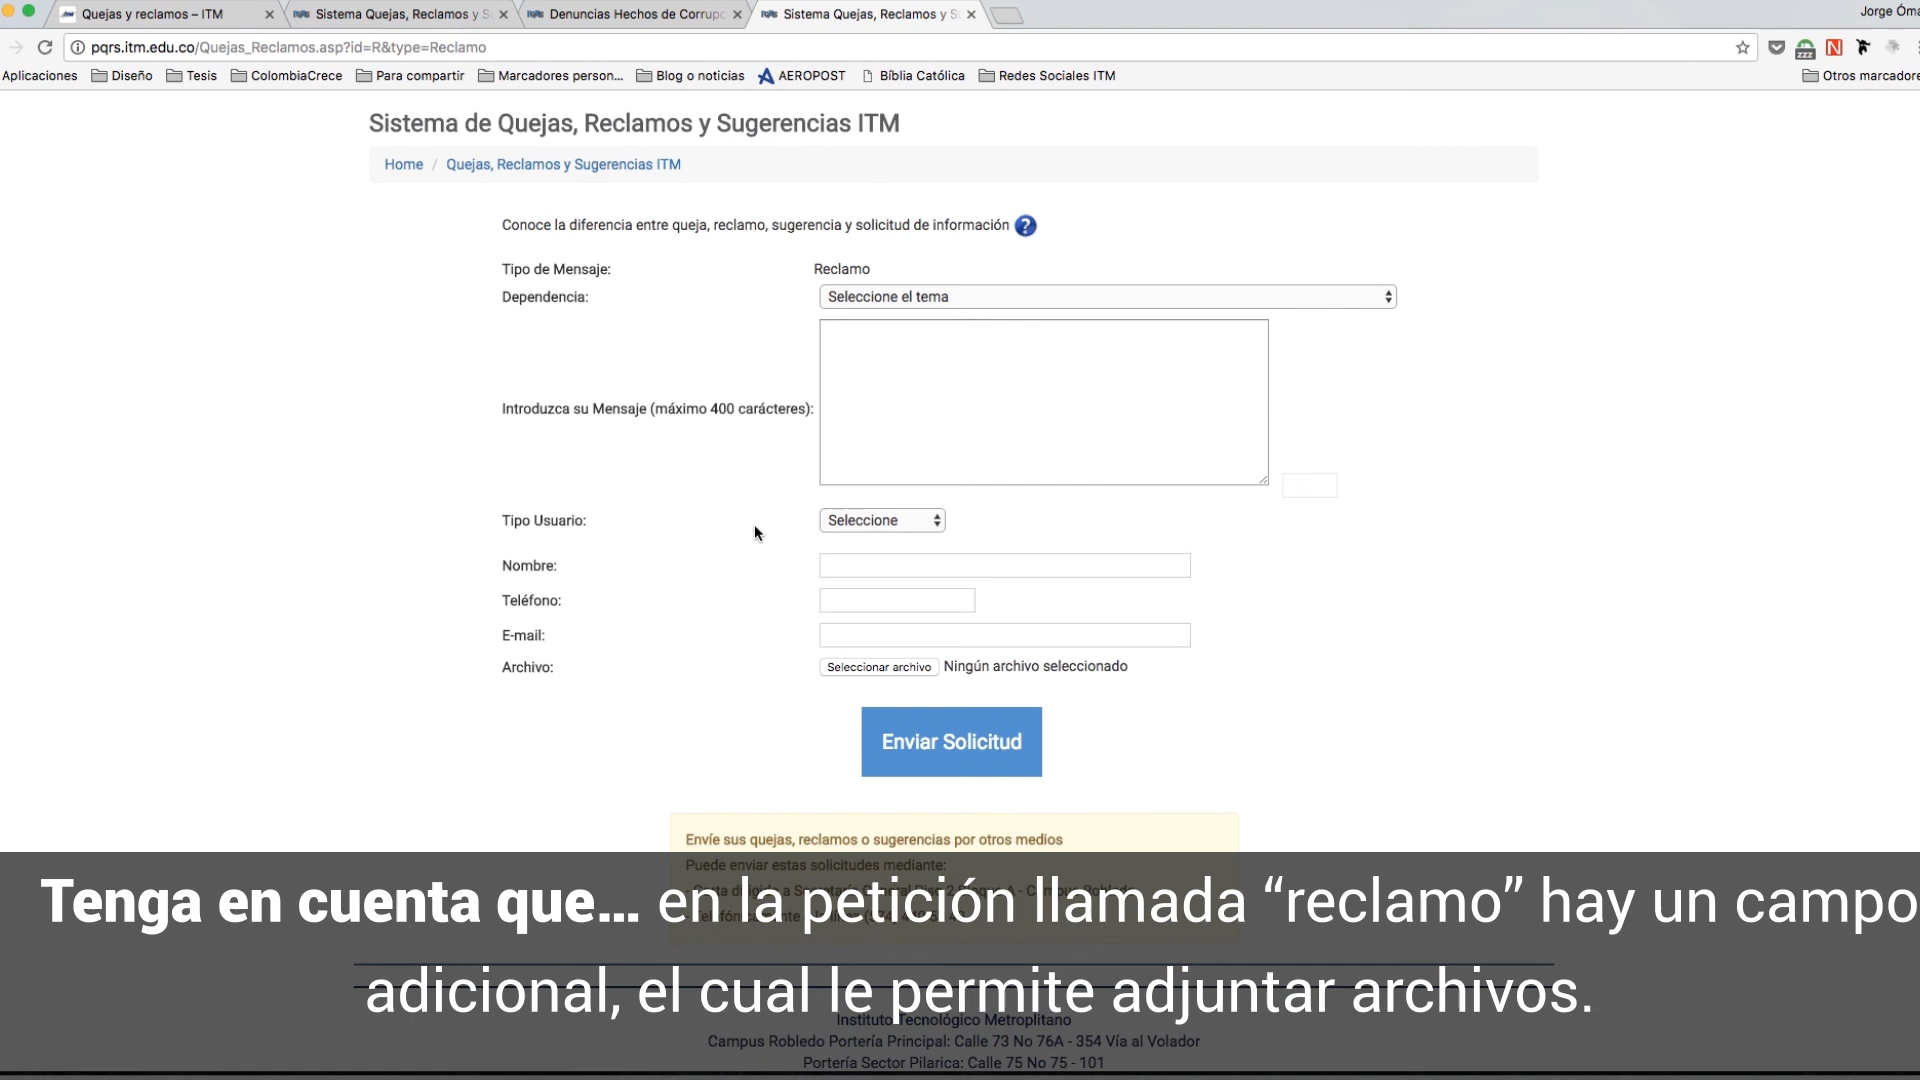 Quejas y reclamos – ITM
Sistema Quejas, Reclamos y S
Denuncias Hechos de Corrupc
Sistema Quejas, Reclamos y S
Jorge Óma
pqrs.itm.edu.co/Quejas_Reclamos.asp?id=R&type=Reclamo
Aplicaciones Diseño Tesis ColombiaCrece Para compartir Marcadores person... Blog o noticias AEROPOST Bíblia Católica Redes Sociales ITM Otros marcadore
Sistema de Quejas, Reclamos y Sugerencias ITM
Home / Quejas, Reclamos y Sugerencias ITM
Conoce la diferencia entre queja, reclamo, sugerencia y solicitud de información ?
Tipo de Mensaje: Reclamo
Dependencia: Seleccione el tema
Introduzca su Mensaje (máximo 400 carácteres):
Tipo Usuario: Seleccione
Nombre:
Teléfono:
E-mail:
Archivo: Seleccionar archivo Ningún archivo seleccionado
Enviar Solicitud
Envíe sus quejas, reclamos o sugerencias por otros medios
Puede enviar estas solicitudes mediante:
Tenga en cuenta que... en la petición llamada “reclamo” hay un campo
adicional, el cual le permite adjuntar archivos.
Instituto Tecnológico Metroplitano
Campus Robledo Portería Principal: Calle 73 No 76A - 354 Vía al Volador
Portería Sector Pilarica: Calle 75 No 75 - 101